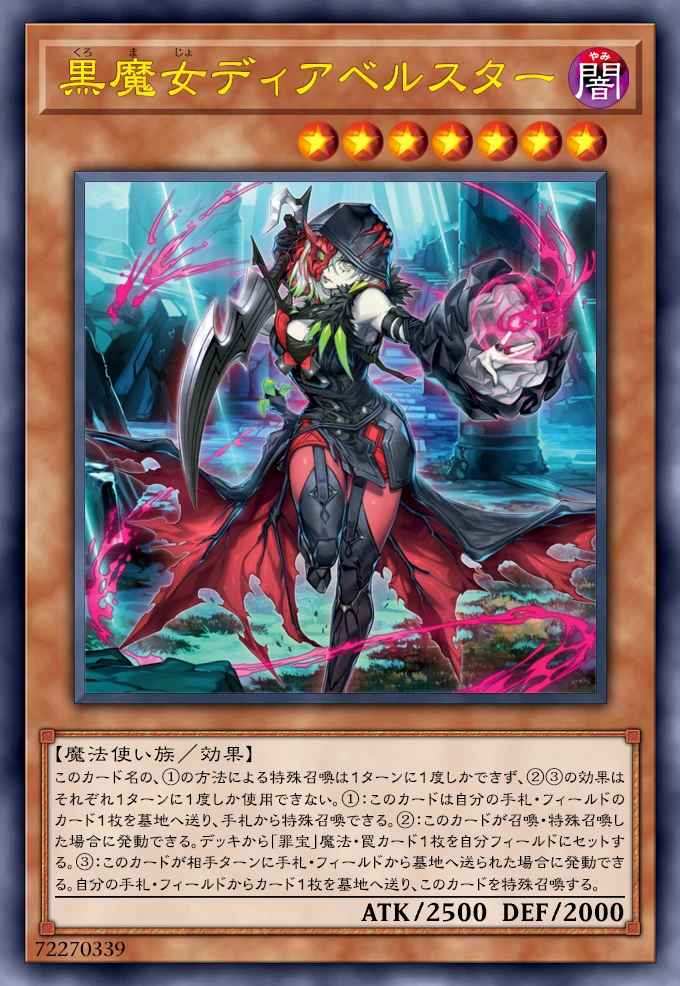 くろ ま じょ
黒魔女ディアベルスター
やみ
闇
【魔法使い族／効果】
このカード名の、①の方法による特殊召喚は1ターンに1度しかできず、②③の効果は
それぞれ1ターンに1度しか使用できない。①：このカードは自分の手札・フィールドの
カード1枚を墓地へ送り、手札から特殊召喚できる。②：このカードが召喚・特殊召喚し
た場合に発動できる。デッキから「罪宝」魔法・罠カード1枚を自分フィールドにセットす
る。③：このカードが相手ターンに手札・フィールドから墓地へ送られた場合に発動でき
る。自分の手札・フィールドからカード1枚を墓地へ送り、このカードを特殊召喚する。
ATK/2500 DEF/2000
72270339